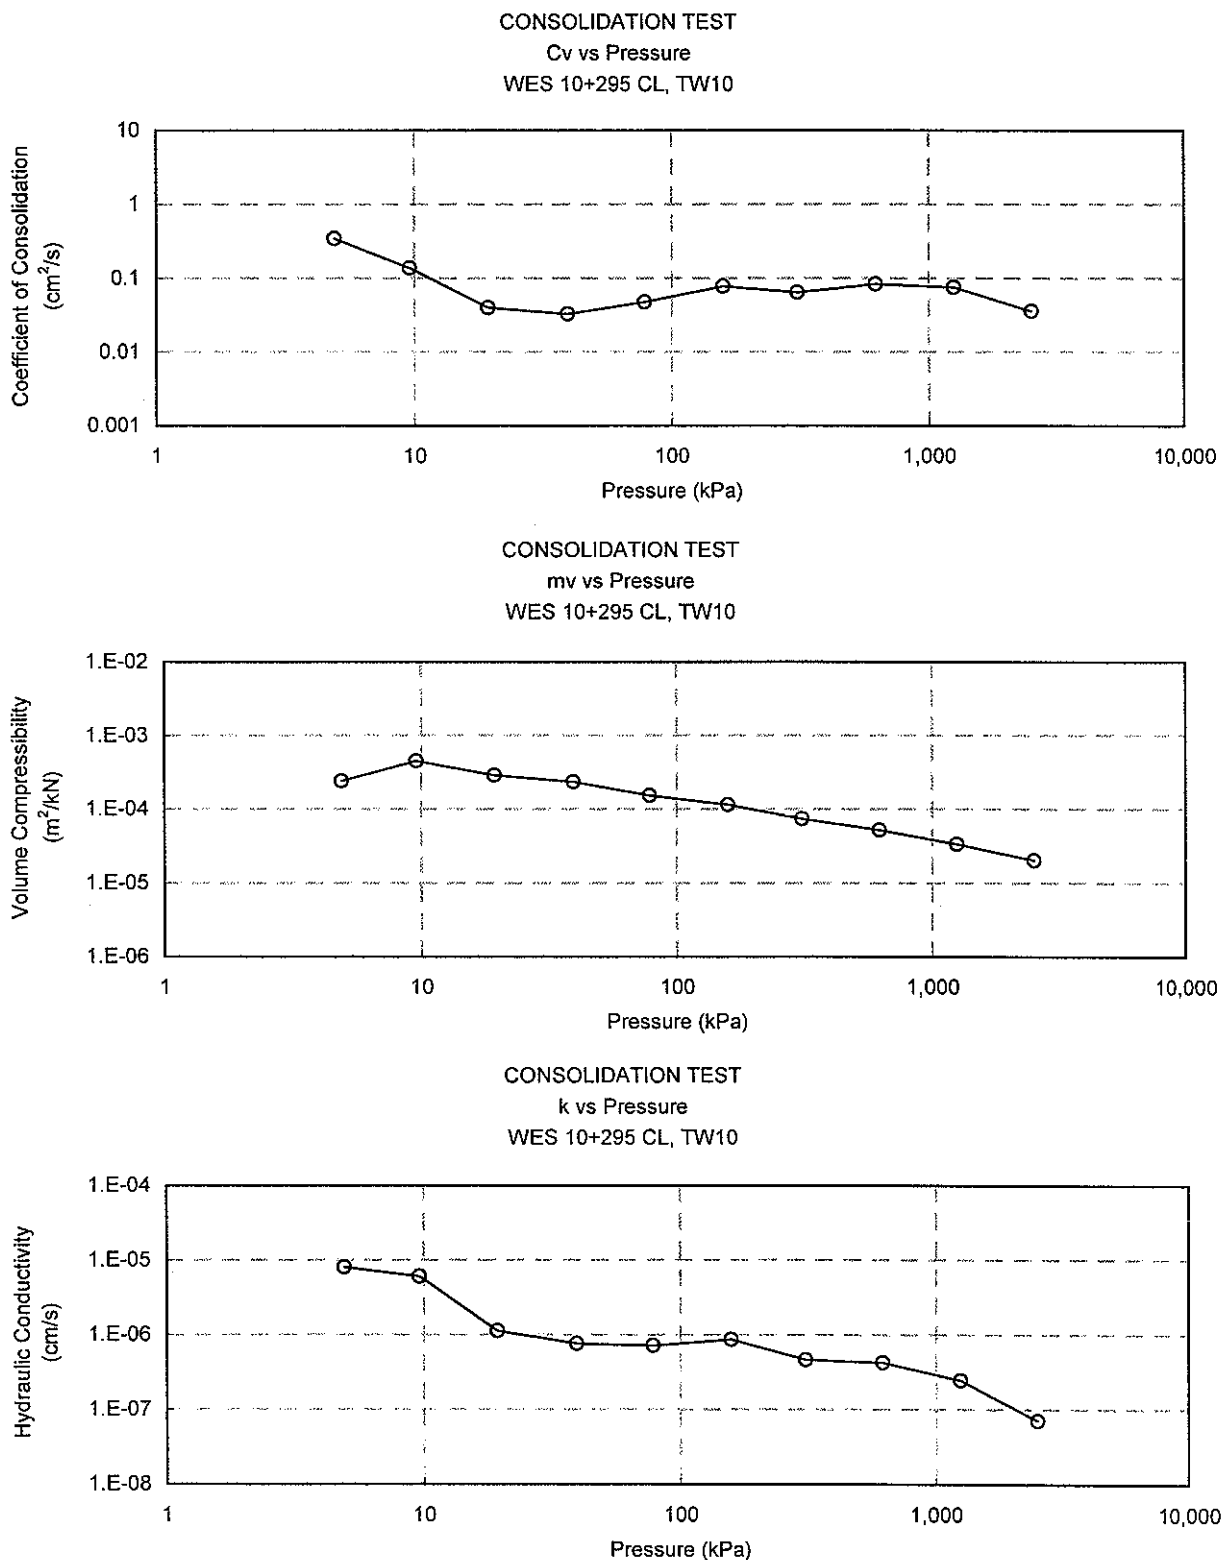 CONSOLIDATION TEST
Cv vs Pressure
WES 10+295 CL, TW10
Coefficient of Consolidation
(cm²/s)
10
1
0.1
0.01
0.001
1 10 100 1,000 10,000
Pressure (kPa)
CONSOLIDATION TEST
mv vs Pressure
WES 10+295 CL, TW10
Volume Compressibility
(m²/kN)
1.E-02
1.E-03
1.E-04
1.E-05
1.E-06
1 10 100 1,000 10,000
Pressure (kPa)
CONSOLIDATION TEST
k vs Pressure
WES 10+295 CL, TW10
Hydraulic Conductivity
(cm/s)
1.E-04
1.E-05
1.E-06
1.E-07
1.E-08
1 10 100 1,000 10,000
Pressure (kPa)